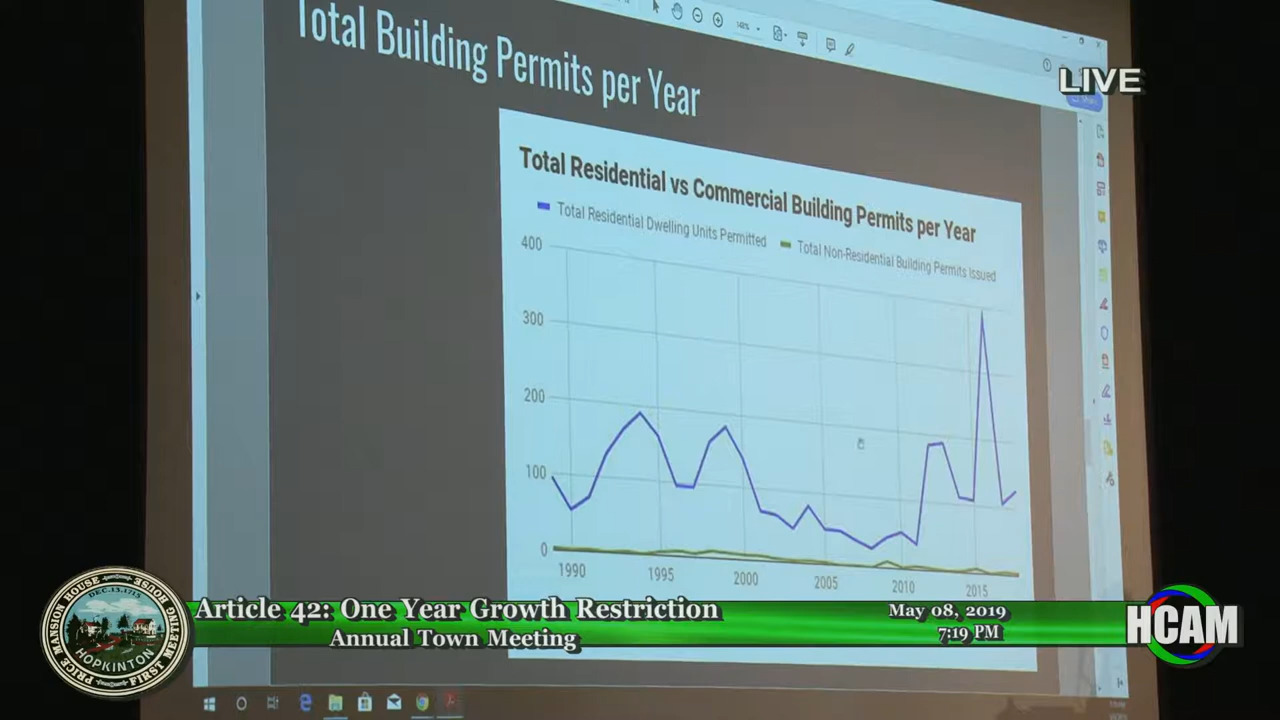 Total Building Permits per Year
LIVE
Total Residential vs Commercial Building Permits per Year
Total Residential Dwelling Units Permitted
Total Non-Residential Building Permits Issued
400
300
200
100
0
1990
1995
2000
2005
2010
2015
Article 42: One Year Growth Restriction
Annual Town Meeting
May 08, 2019
7:19 PM
HCAM
PRICE MANSION HOUSE
FIRST MEETING HOUSE
DEC.13.1715
HOPKINTON